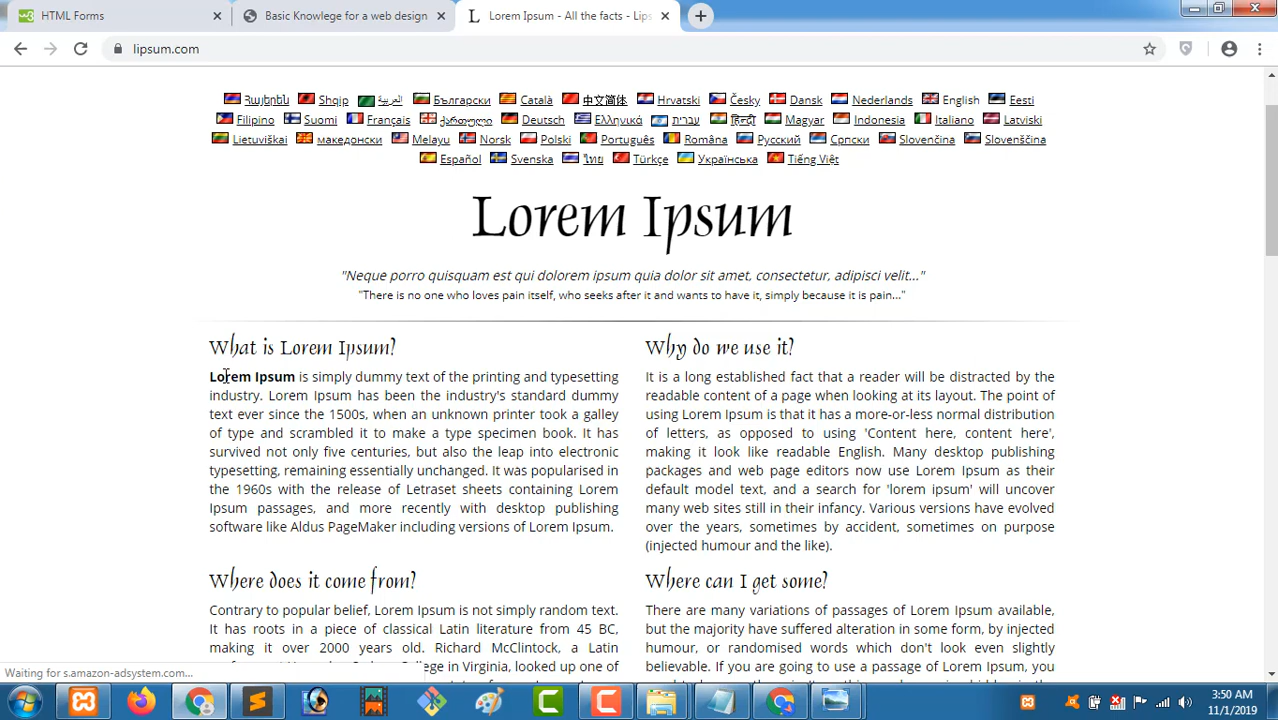 HTML Forms
Basic Knowlege for a web design
Lorem Ipsum - All the facts - Lips
lipsum.com
Հայերեն Shqip العربية Български Català 中文简体 Hrvatski Česky Dansk Nederlands English Eesti
Filipino Suomi Français ქართული Deutsch Ελληνικά עברית हिन्दी Magyar Indonesia Italiano Latviski
Lietuviškai македонски Melayu Norsk Polski Português Româna Русский Српски Slovenčina Slovenščina
Español Svenska ไทย Türkçe Українська Tiếng Việt
Lorem Ipsum
"Neque porro quisquam est qui dolorem ipsum quia dolor sit amet, consectetur, adipisci velit..."
"There is no one who loves pain itself, who seeks after it and wants to have it, simply because it is pain..."
What is Lorem Ipsum?
Lorem Ipsum is simply dummy text of the printing and typesetting
industry. Lorem Ipsum has been the industry's standard dummy
text ever since the 1500s, when an unknown printer took a galley
of type and scrambled it to make a type specimen book. It has
survived not only five centuries, but also the leap into electronic
typesetting, remaining essentially unchanged. It was popularised in
the 1960s with the release of Letraset sheets containing Lorem
Ipsum passages, and more recently with desktop publishing
software like Aldus PageMaker including versions of Lorem Ipsum.
Why do we use it?
It is a long established fact that a reader will be distracted by the
readable content of a page when looking at its layout. The point of
using Lorem Ipsum is that it has a more-or-less normal distribution
of letters, as opposed to using 'Content here, content here',
making it look like readable English. Many desktop publishing
packages and web page editors now use Lorem Ipsum as their
default model text, and a search for 'lorem ipsum' will uncover
many web sites still in their infancy. Various versions have evolved
over the years, sometimes by accident, sometimes on purpose
(injected humour and the like).
Where does it come from?
Contrary to popular belief, Lorem Ipsum is not simply random text.
It has roots in a piece of classical Latin literature from 45 BC,
making it over 2000 years old. Richard McClintock, a Latin
College in Virginia, looked up one of
Where can I get some?
There are many variations of passages of Lorem Ipsum available,
but the majority have suffered alteration in some form, by injected
humour, or randomised words which don't look even slightly
believable. If you are going to use a passage of Lorem Ipsum, you
Waiting for s.amazon-adsystem.com...
3:50 AM
11/1/2019